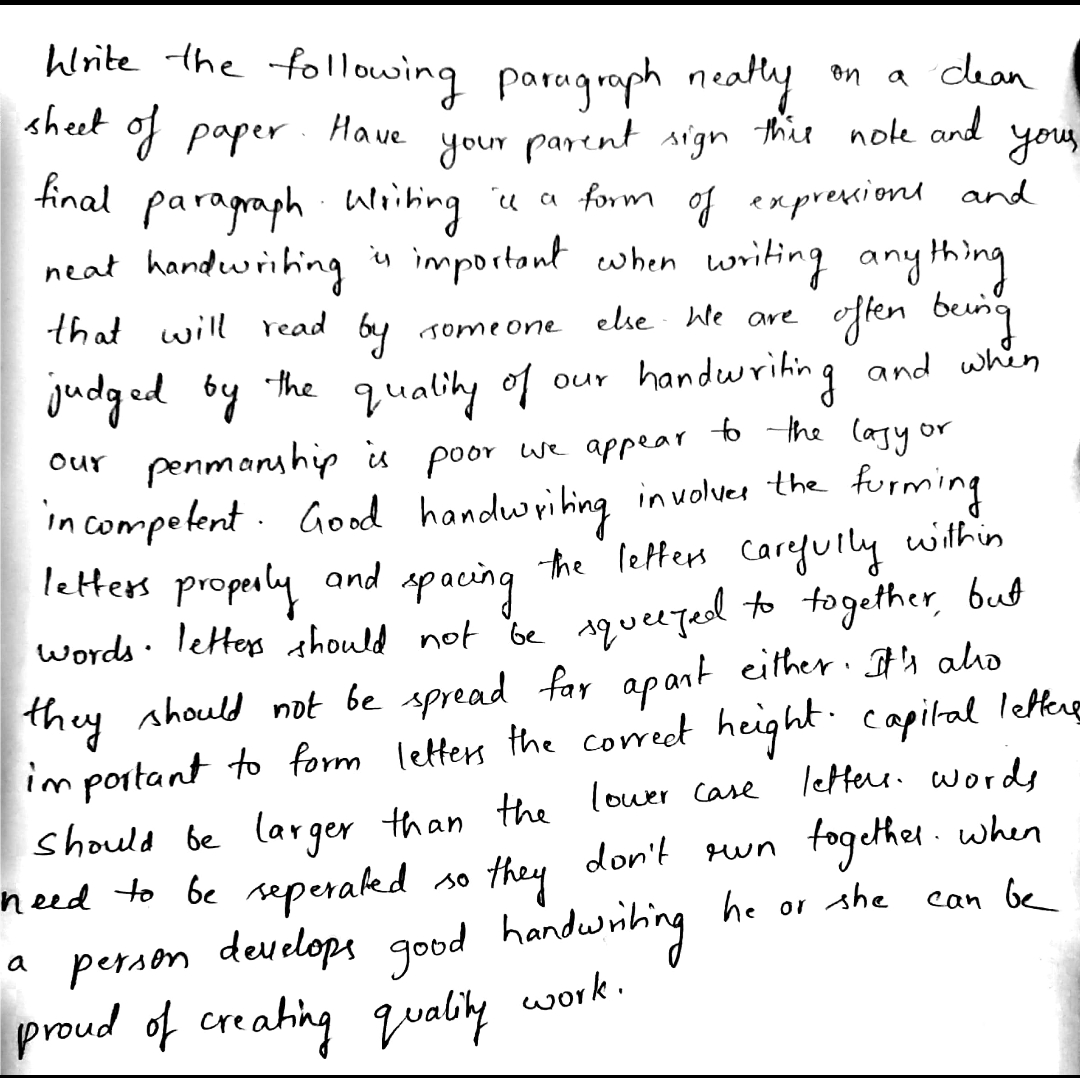 Write the following paragraph neatly on a clean
sheet of paper. Have your parent sign this note and your
final paragraph. Writing is a form of expressions and
neat handwriting is important when writing anything
that will read by someone else. We are often being
judged by the quality of our handwriting and when
our penmanship is poor we appear to the lazy or
incompetent. Good handwriting involves the furming
letters properly and spacing the letters carefully within
words. letters should not be squeezed to together, but
they should not be spread far apart either. It's also
important to form letters the correct height. capital letters
should be larger than the lower case letters. words
need to be seperated so they don't run together. when
a person develops good handwriting he or she can be
proud of creating quality work.